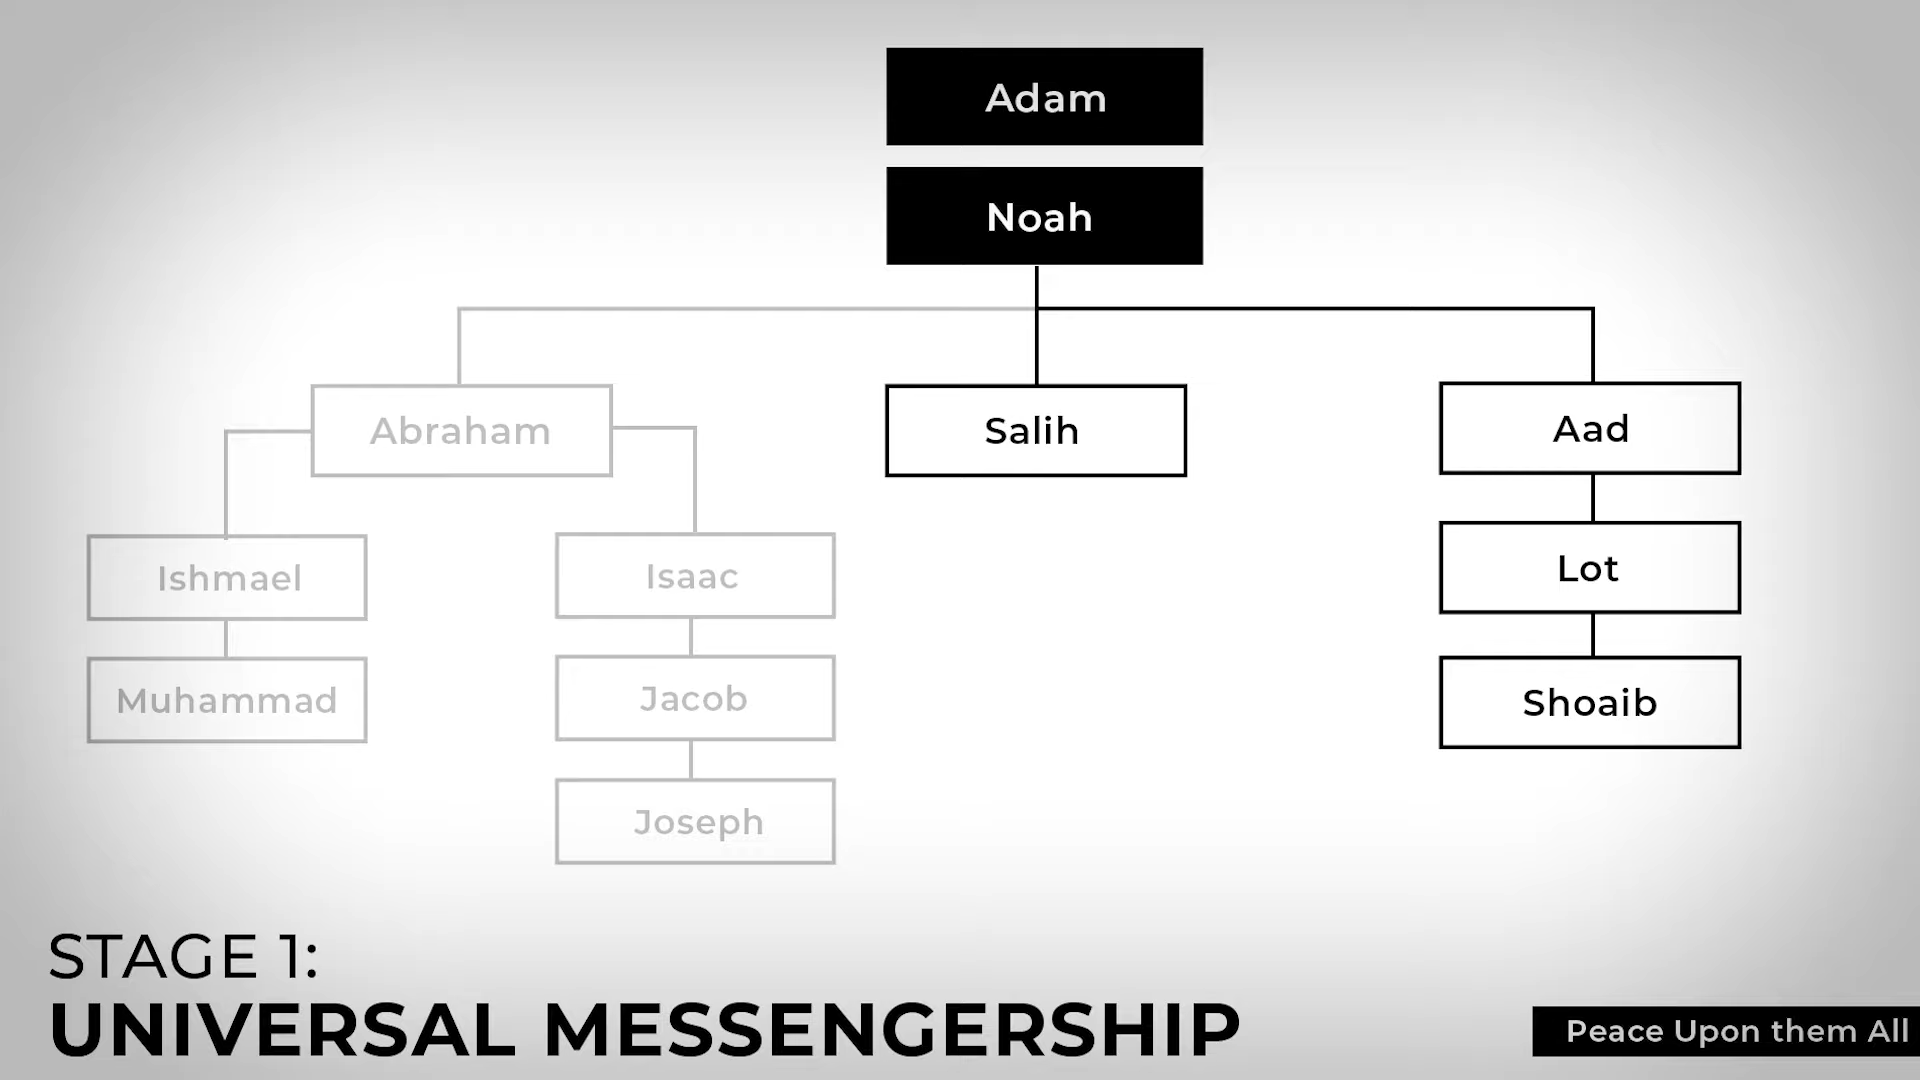 Adam
Noah
Abraham
Salih
Aad
Ishmael
Isaac
Lot
Muhammad
Jacob
Shoaib
Joseph
STAGE 1:
UNIVERSAL MESSENGERSHIP
Peace Upon them All